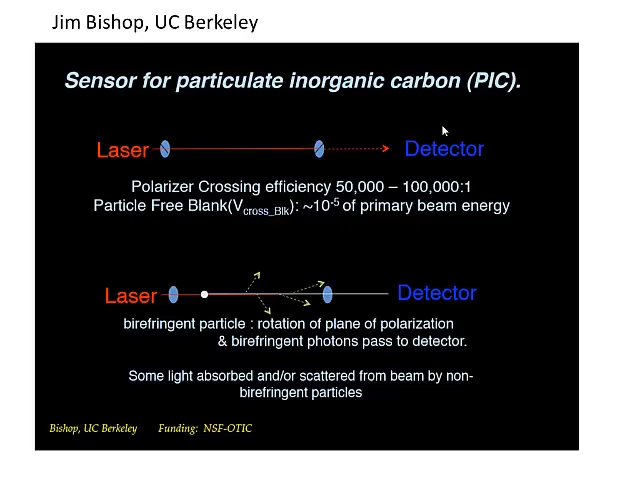 Jim Bishop, UC Berkeley
Sensor for particulate inorganic carbon (PIC).
Laser Detector
Polarizer Crossing efficiency 50,000 – 100,000:1
Particle Free Blank(Vcross_Blk): ~10-5 of primary beam energy
Laser Detector
birefringent particle : rotation of plane of polarization
& birefringent photons pass to detector.
Some light absorbed and/or scattered from beam by non-
birefringent particles
Bishop, UC Berkeley Funding: NSF-OTIC